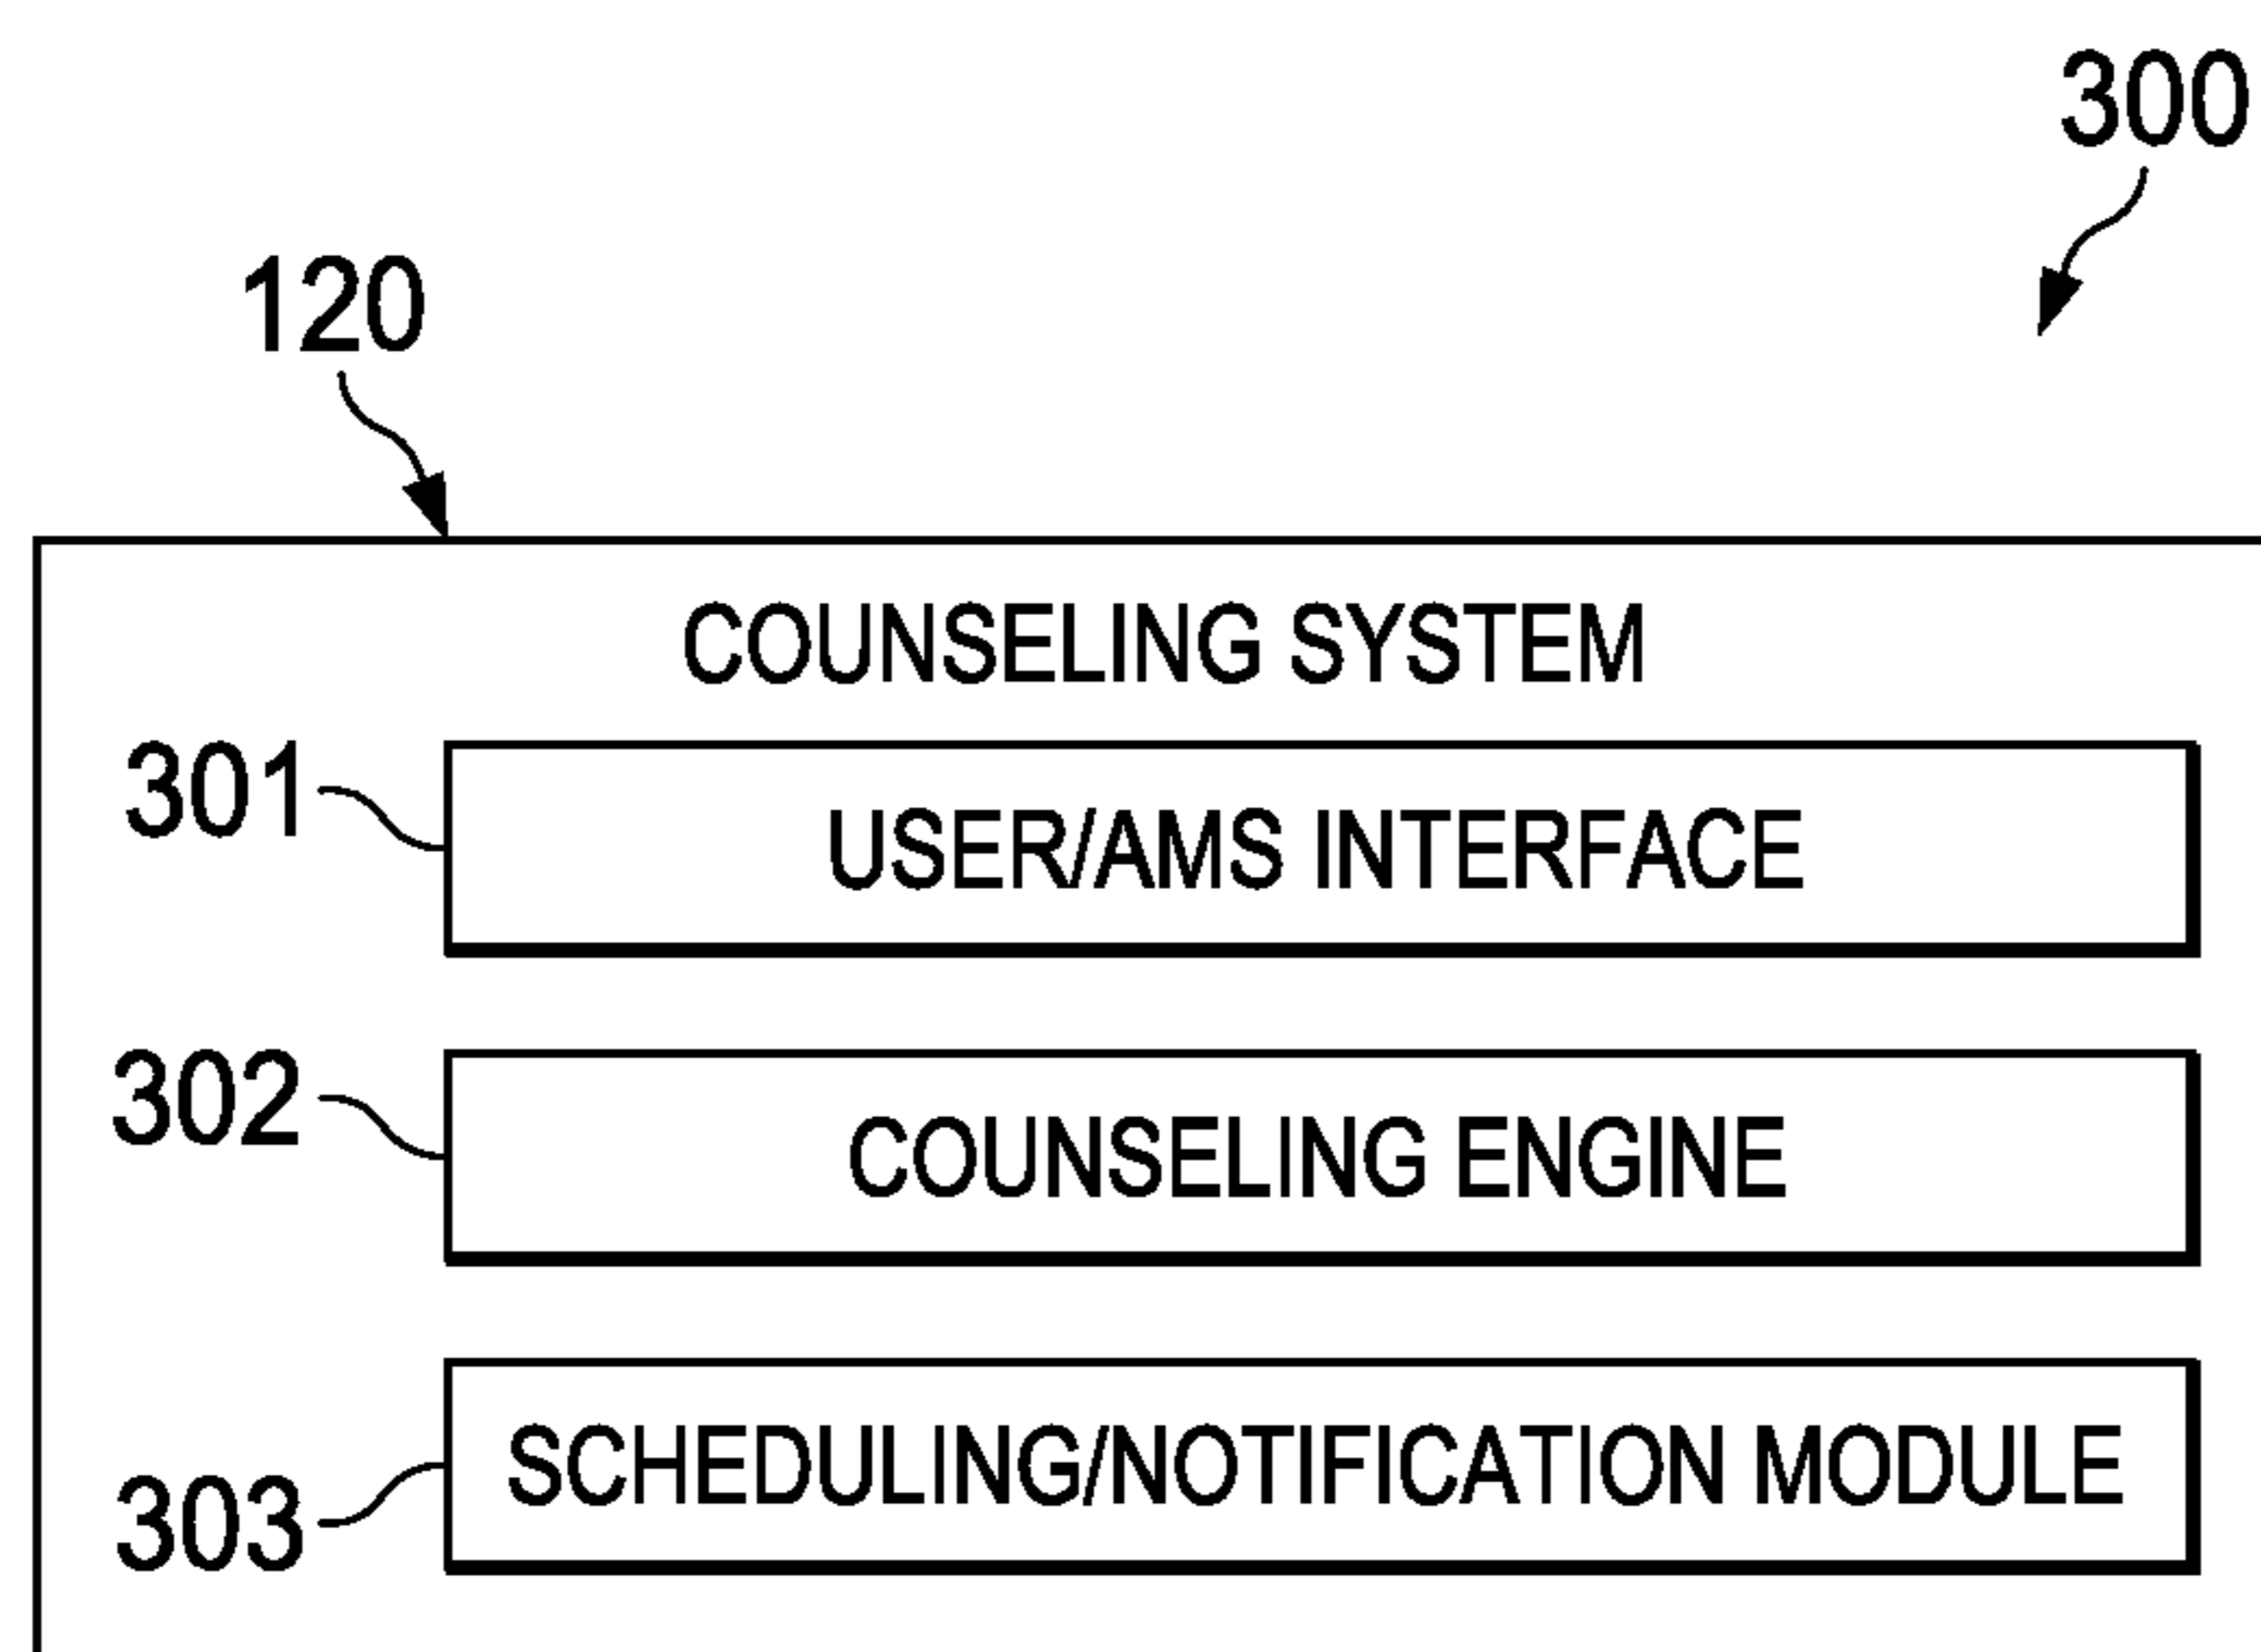 300
120
COUNSELING SYSTEM
301
USER/AMS INTERFACE
302
COUNSELING ENGINE
303
SCHEDULING/NOTIFICATION MODULE